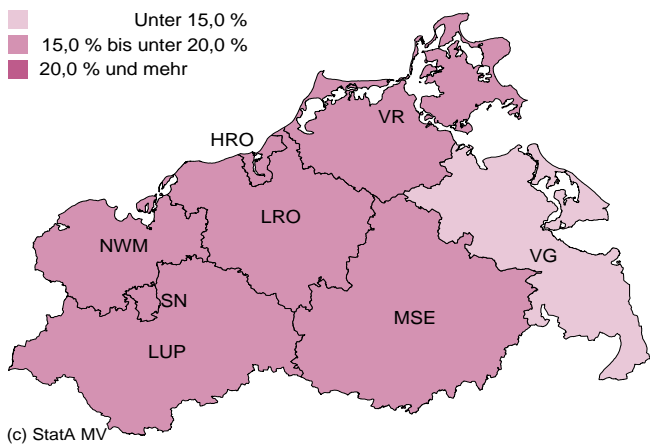 Unter 15,0 %
15,0 % bis unter 20,0 %
20,0 % und mehr
VR
HRO
LRO
NWM
VG
SN
MSE
LUP
(c) StatA MV